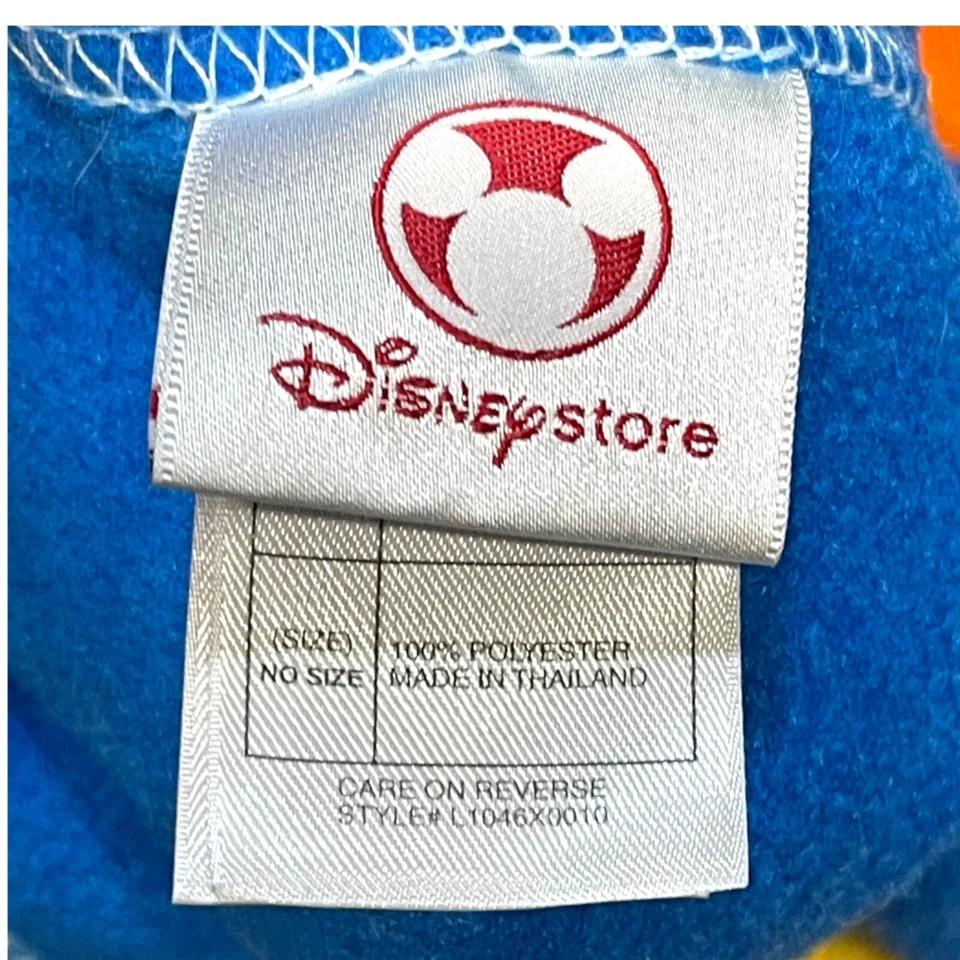 Disney store
(SIZE)
NO SIZE
100% POLYESTER
MADE IN THAILAND
CARE ON REVERSE
STYLE# L1046X0010